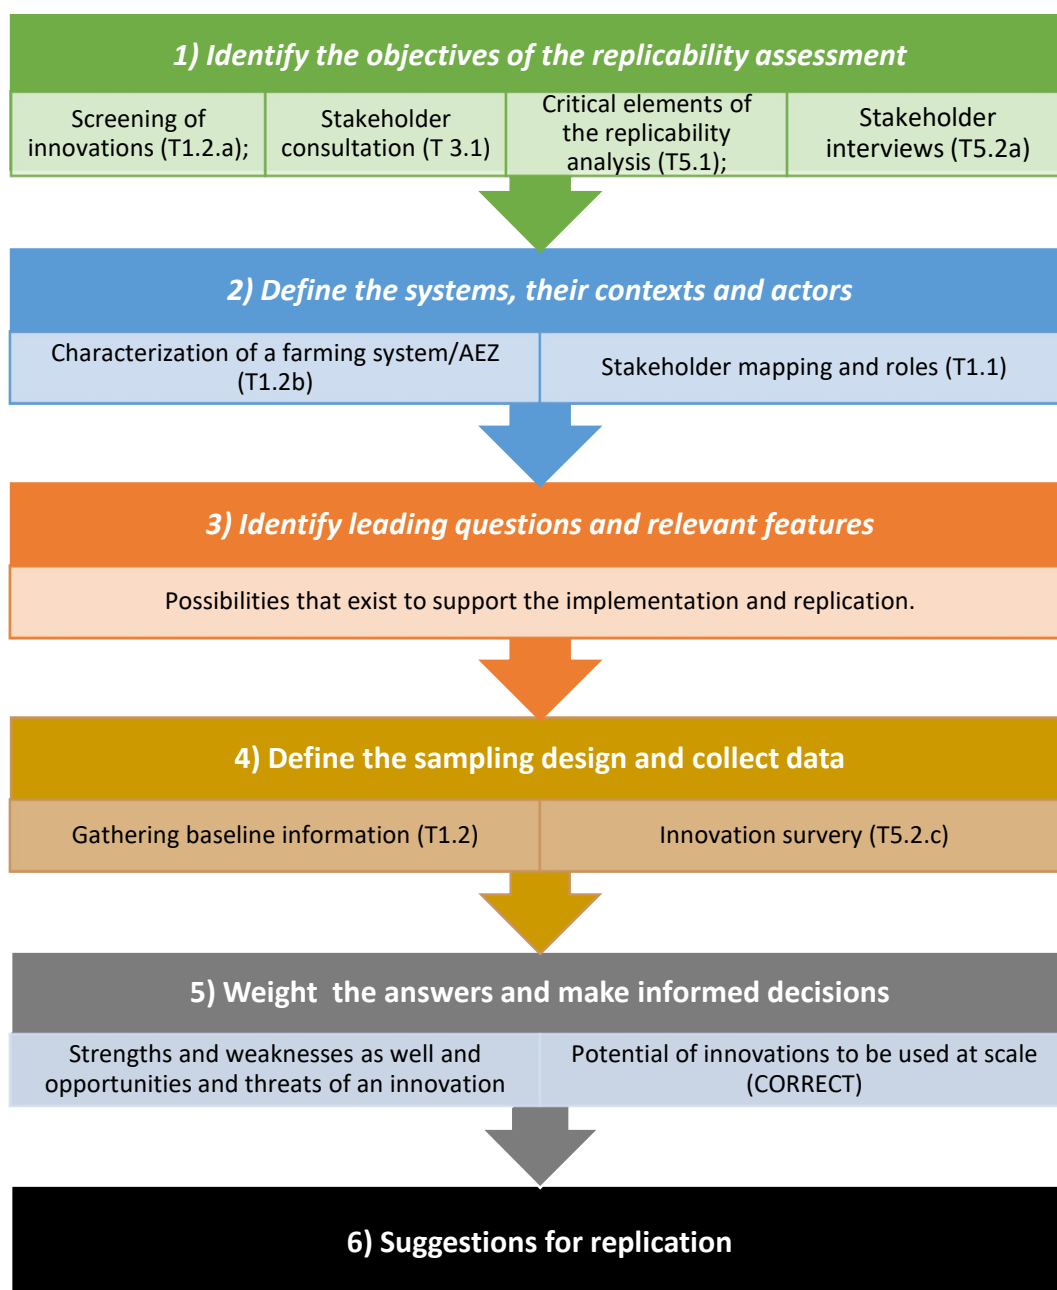 1) Identify the objectives of the replicability assessment
Screening of
innovations (T1.2.a);
Stakeholder
consultation (T 3.1)
Critical elements of
the replicability
analysis (T5.1);
Stakeholder
interviews (T5.2a)
2) Define the systems, their contexts and actors
Characterization of a farming system/AEZ
(T1.2b)
Stakeholder mapping and roles (T1.1)
3) Identify leading questions and relevant features
Possibilities that exist to support the implementation and replication.
4) Define the sampling design and collect data
Gathering baseline information (T1.2)
Innovation survery (T5.2.c)
5) Weight  the answers and make informed decisions
Strengths and weaknesses as well and
opportunities and threats of an innovation
Potential of innovations to be used at scale
(CORRECT)
6) Suggestions for replication